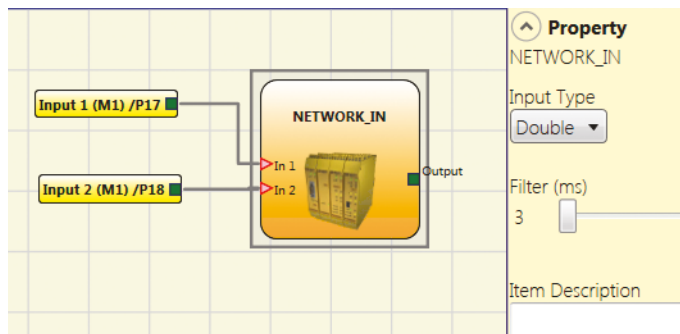 Input 1 (M1) /P17
Input 2 (M1) /P18
NETWORK_IN
In 1
In 2
Output
Property
NETWORK_IN
Input Type
Double
Filter (ms)
3
Item Description